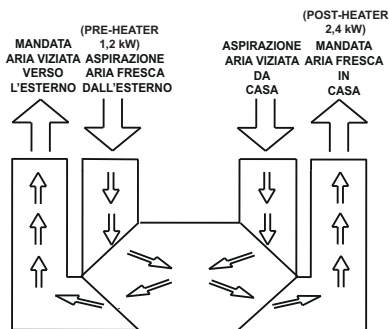 MANDATA
ARIA VIZIATA
VERSO
L'ESTERNO
(PRE-HEATER
1,2 kW)
ASPIRAZIONE
ARIA FRESCA
DALL'ESTERNO
ASPIRAZIONE
ARIA VIZIATA
DA
CASA
(POST-HEATER
2,4 kW)
MANDATA
ARIA FRESCA
IN
CASA